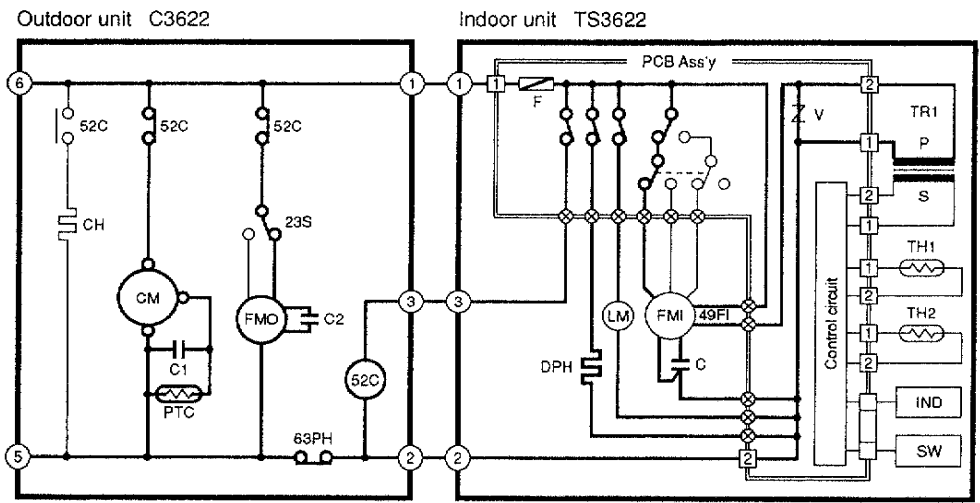 Outdoor unit C3622
Indoor unit TS3622
PCB Ass'y
6
1
1
1
F
2
V
TR1
52C
52C
52C
1
P
2
S
CH
23S
1
1
TH1
CM
3
3
2
FMO
C2
LM
FMI
49FI
Control circuit
1
TH2
C1
DPH
C
2
52C
PTC
IND
63PH
SW
5
2
2
2